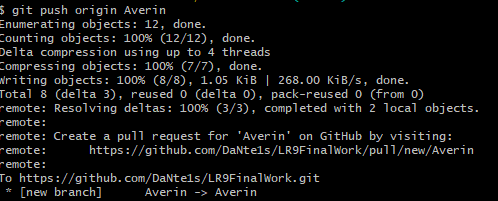 $ git push origin Averin
Enumerating objects: 12, done.
Counting objects: 100% (12/12), done.
Delta compression using up to 4 threads
Compressing objects: 100% (7/7), done.
Writing objects: 100% (8/8), 1.05 KiB | 268.00 KiB/s, done.
Total 8 (delta 3), reused 0 (delta 0), pack-reused 0 (from 0)
remote: Resolving deltas: 100% (3/3), completed with 2 local objects.
remote:
remote: Create a pull request for 'Averin' on GitHub by visiting:
remote:      https://github.com/DaNte1s/LR9FinalWork/pull/new/Averin
remote:
To https://github.com/DaNte1s/LR9FinalWork.git
 * [new branch]      Averin -> Averin